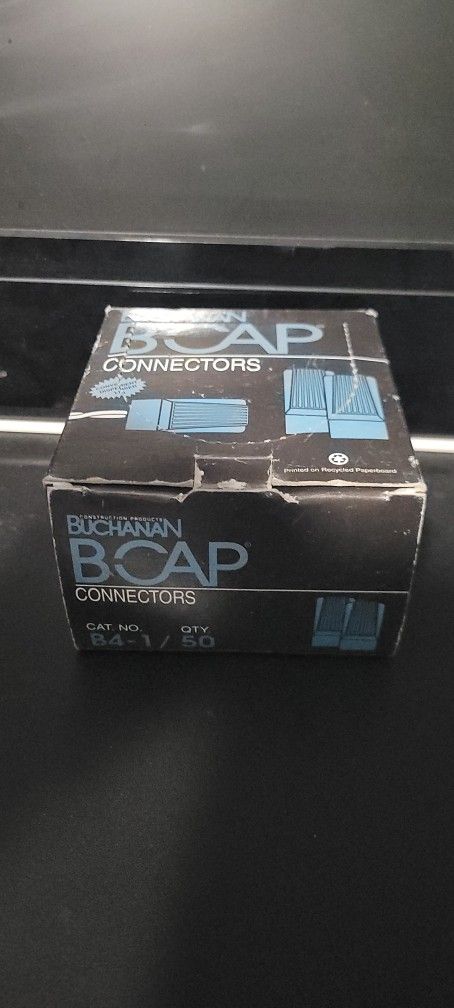 BUCHANAN
B-CAP®
CONNECTORS
Printed on Recycled Paperboard
CONSTRUCTION PRODUCTS
BUCHANAN
B-CAP®
CONNECTORS
CAT. NO. QTY
B4-1/ 50